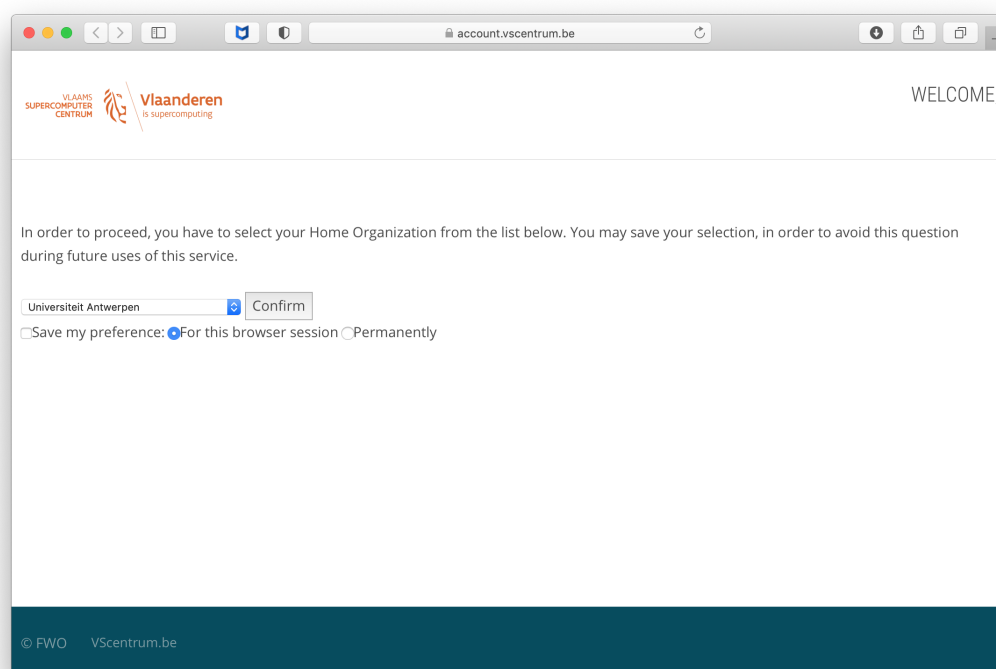 account.vscentrum.be
VLAAMS
SUPERCOMPUTER
CENTRUM
Vlaanderen
is supercomputing
WELCOME
In order to proceed, you have to select your Home Organization from the list below. You may save your selection, in order to avoid this question
during future uses of this service.
Universiteit Antwerpen Confirm
Save my preference: For this browser session Permanently
© FWO VScentrum.be